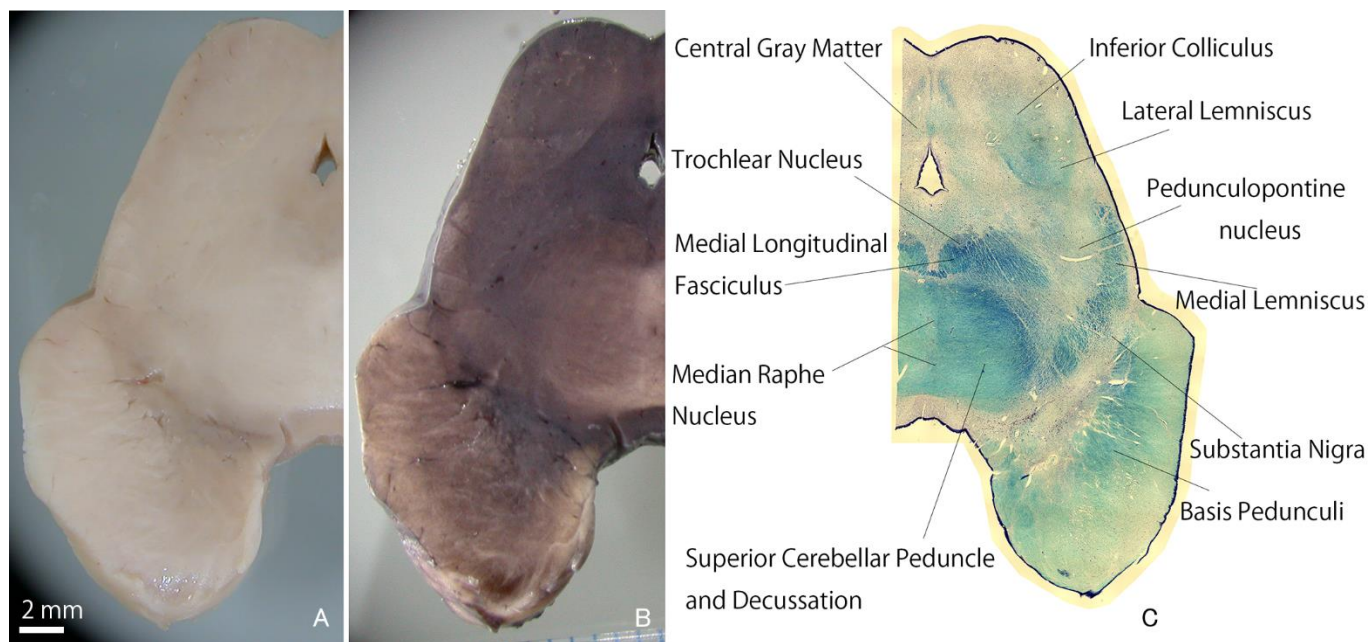 2 mm
A
B
Central Gray Matter
Trochlear Nucleus
Medial Longitudinal
Fasciculus
Median Raphe
Nucleus
Superior Cerebellar Peduncle
and Decussation
Inferior Colliculus
Lateral Lemniscus
Pedunculopontine
nucleus
Medial Lemniscus
Substantia Nigra
Basis Pedunculi
C